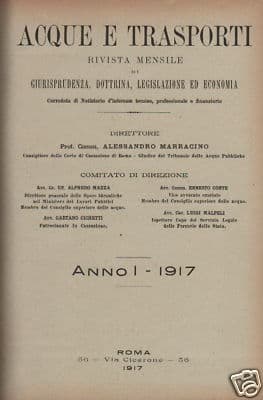 ACQUE E TRASPORTI
RIVISTA MENSILE
DI
GIURISPRUDENZA, DOTTRINA, LEGISLAZIONE ED ECONOMIA
Corredata di Notiziario d'interesse tecnico, professionale e finanziario
DIRETTORE
Prof. Comm. ALESSANDRO MARRACINO
Consigliere della Corte di Cassazione di Roma - Giudice del Tribunale delle Acque Pubbliche
COMITATO DI DIREZIONE
Avv. Gr. Uf. ALFREDO MAZZA
Direttore generale delle Opere Idrauliche
nel Ministero dei Lavori Pubblici
Membro del Consiglio superiore delle acque.
Avv. GAETANO
Patrocinante in Cassazione.
Avv. Comm. ERNESTO CONTE
Vice avvocato erariale
Membro del Consiglio superiore delle acque.
Avv. Cav. LUIGI MALPELI
Ispettore Capo del Servizio Legale
delle Ferrovie dello Stato.
ANNO I - 1917
ROMA
56 - Via Cicerone - 56
1917
ebay